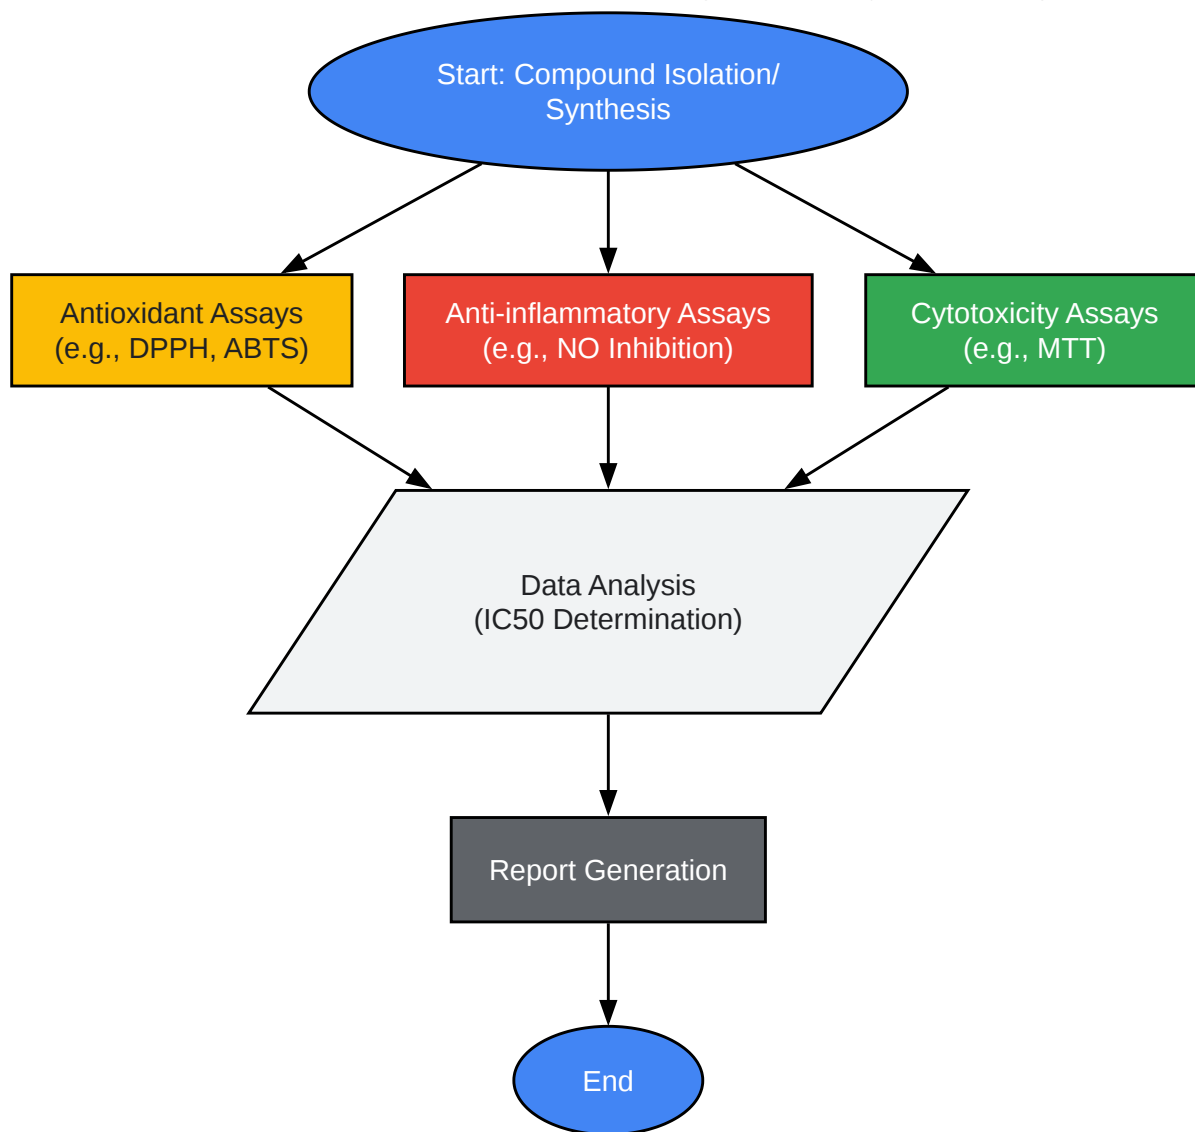 Start: Compound Isolation/
Synthesis
Antioxidant Assays
(e.g., DPPH, ABTS)
Anti-inflammatory Assays
(e.g., NO Inhibition)
Cytotoxicity Assays
(e.g., MTT)
Data Analysis
(IC50 Determination)
Report Generation
End